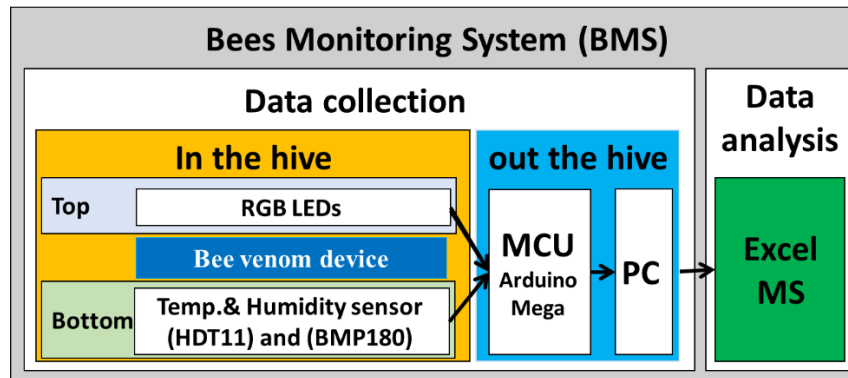 Bees Monitoring System (BMS)
Data collection
In the hive
Top
RGB LEDs
Bee venom device
Bottom
Temp.& Humidity sensor
(HDT11) and (BMP180)
out the hive
MCU
Arduino
Mega
PC
Data
analysis
Excel
MS